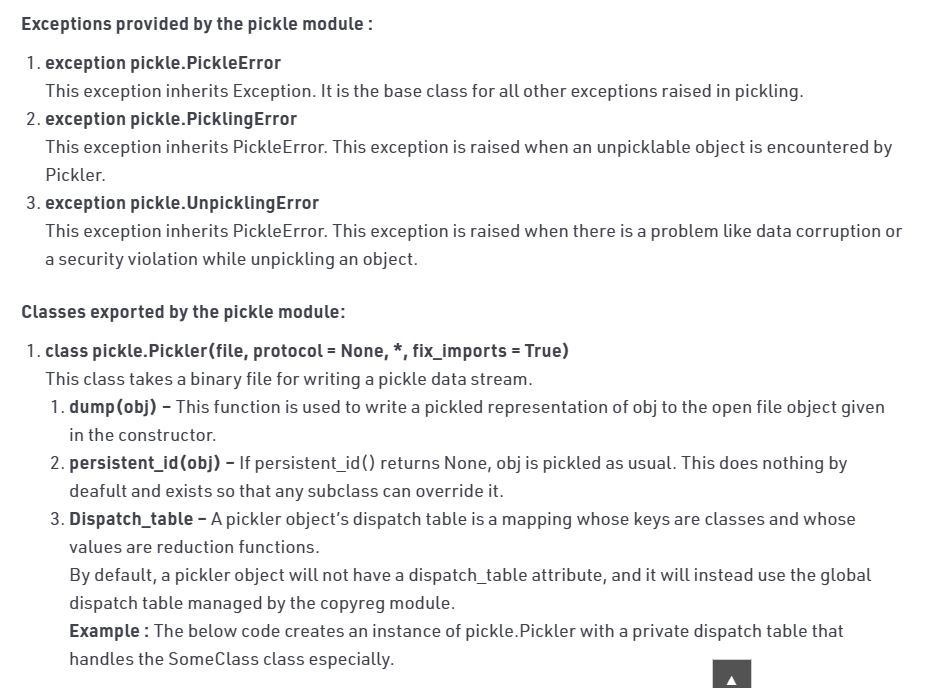 Exceptions provided by the pickle module :
1. exception pickle.PickleError
This exception inherits Exception. It is the base class for all other exceptions raised in pickling.
2. exception pickle.PicklingError
This exception inherits PickleError. This exception is raised when an unpicklable object is encountered by
Pickler.
3. exception pickle.UnpicklingError
This exception inherits PickleError. This exception is raised when there is a problem like data corruption or
a security violation while unpickling an object.
Classes exported by the pickle module:
1. class pickle.Pickler(file, protocol = None, *, fix_imports = True)
This class takes a binary file for writing a pickle data stream.
1. dump(obj) – This function is used to write a pickled representation of obj to the open file object given
in the constructor.
2. persistent_id(obj) – If persistent_id() returns None, obj is pickled as usual. This does nothing by
deafult and exists so that any subclass can override it.
3. Dispatch_table – A pickler object's dispatch table is a mapping whose keys are classes and whose
values are reduction functions.
By default, a pickler object will not have a dispatch_table attribute, and it will instead use the global
dispatch table managed by the copyreg module.
Example : The below code creates an instance of pickle.Pickler with a private dispatch table that
handles the SomeClass class especially.